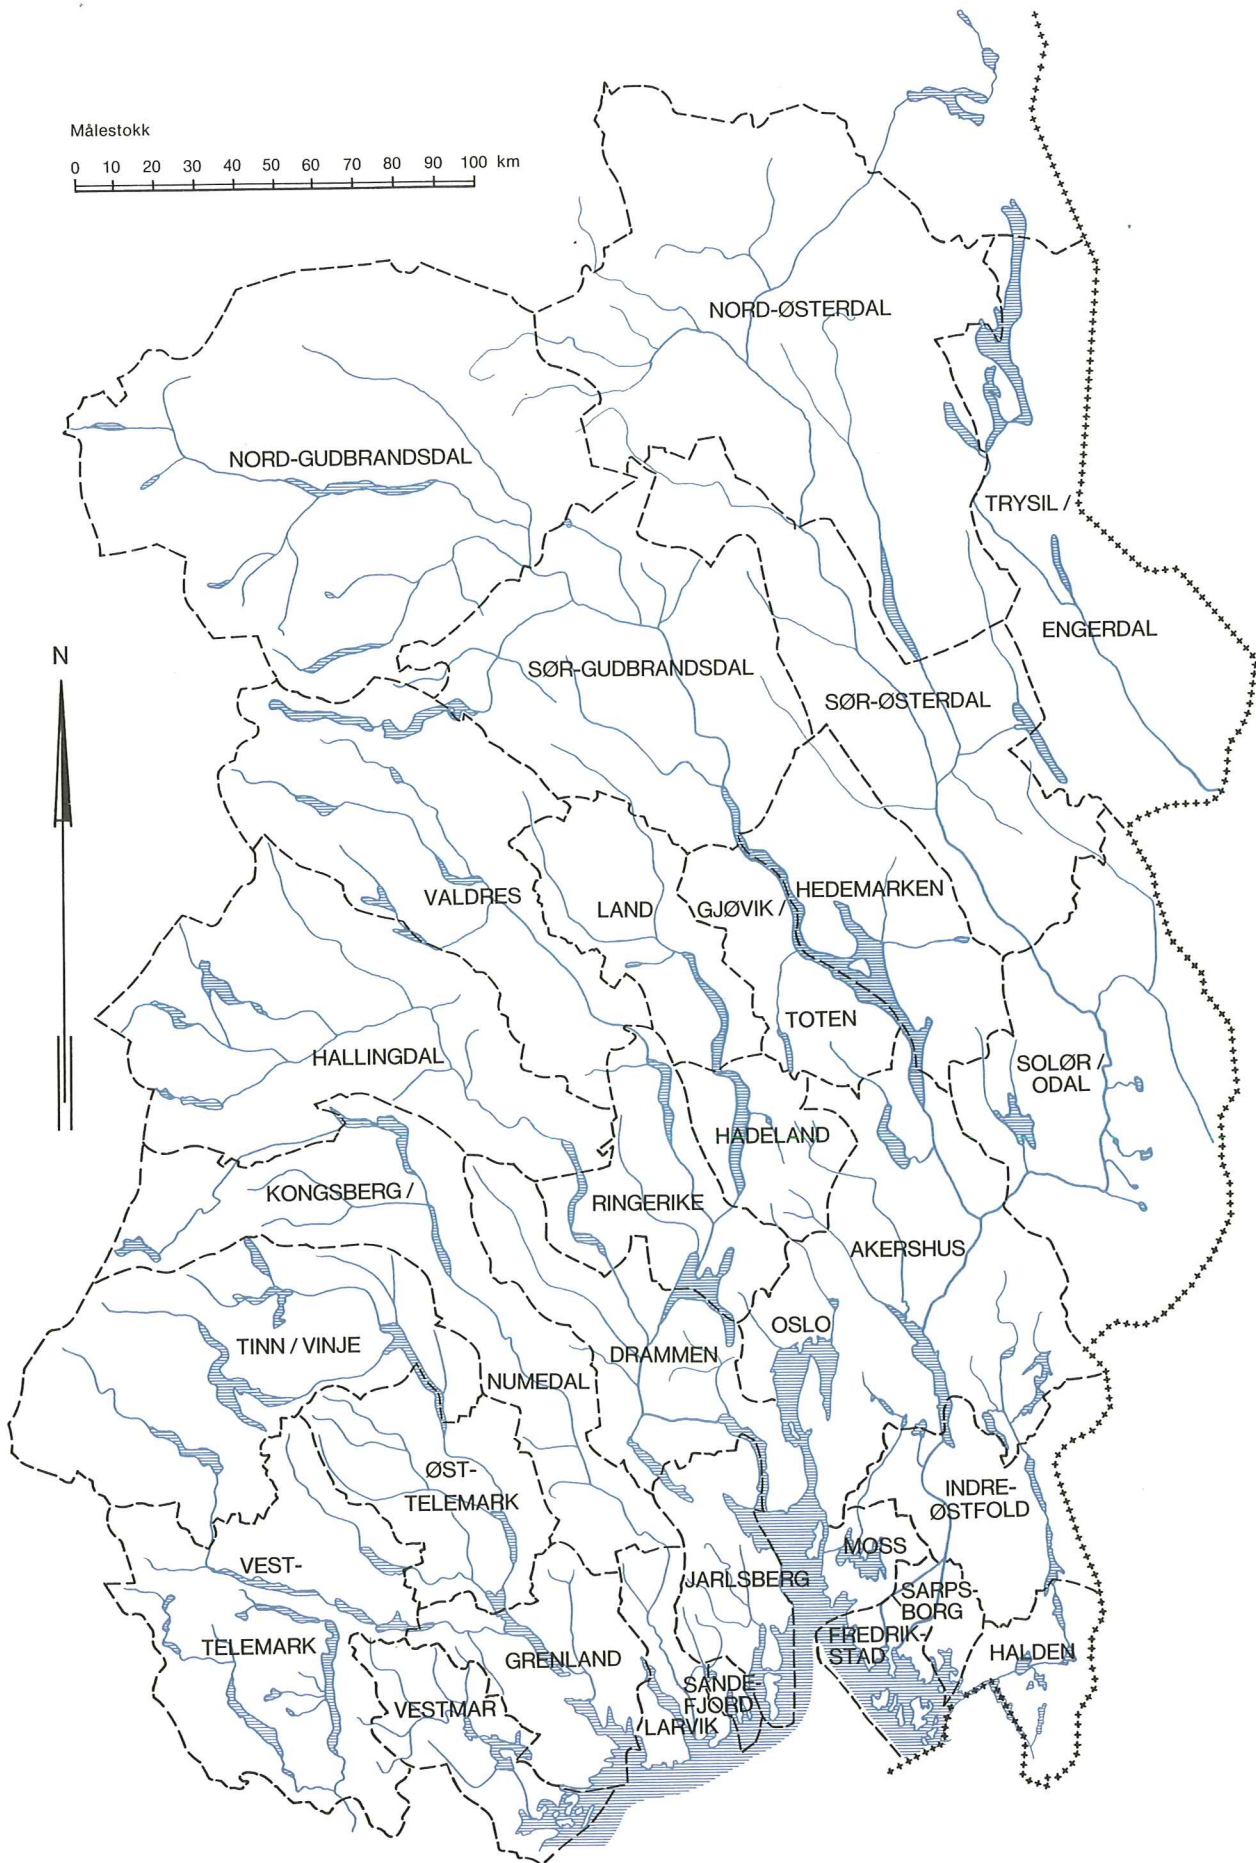 Målestokk
0 10 20 30 40 50 60 70 80 90 100 km
NORD-ØSTERDAL
NORD-GUDBRANDSDAL
TRYSIL /
ENGERDAL
N
SØR-GUDBRANDSDAL
SØR-ØSTERDAL
VALDRES
LAND
GJØVIK /
HEDEMARKEN
TOTEN
HALLINGDAL
SOLØR /
ODAL
HADELAND
KONGSBERG /
RINGERIKE
AKERSHUS
TINN / VINJE
OSLO
DRAMMEN
NUMEDAL
ØST-
TELEMARK
INDRE-
ØSTFOLD
MOSS
VEST-
JARLSBERG
SARPS-
BORG
TELEMARK
GRENLAND
FREDRIK-
STAD
HALDEN
VESTMAR
SANDE-
FJORD
LARVIK